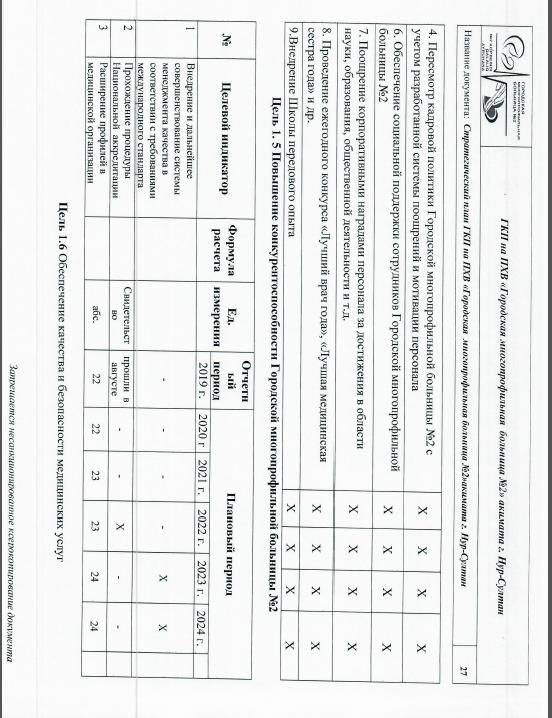 ГОРОДСКАЯ
МНОГОПРОФИЛЬНАЯ
БОЛЬНИЦА №2
ГКП на ПХВ «Городская многопрофильная больница №2» акимата г. Нур-Султан
Название документа: Стратегический план ГКП на ПХВ «Городская многопрофильная больница №2»акимата г. Нур-Султан 27
4. Пересмотр кадровой политики Городской многопрофильной больницы №2 с
учетом разработанной системы поощрений и мотивации персонала X X X X
6. Обеспечение социальной поддержки сотрудников Городской многопрофильной
больницы №2 X X X X
7. Поощрение корпоративными наградами персонала за достижения в области
науки, образования, общественной деятельности и т.д. X X X X
8. Проведение ежегодного конкурса «Лучший врач года», «Лучшая медицинская
сестра года» и др. X X X X
9.Внедрение Школы передового опыта X X X X
Цель 1. 5 Повышение конкурентоспособности Городской многопрофильной больницы №2
№ Целевой индикатор Формула расчета Ед. измерения Отчетн ый период Плановый период
2019 г. 2020 г 2021 г. 2022 г. 2023 г. 2024 г.
1 Внедрение и дальнейшее
совершенствование системы
менеджмента качества в - - - - X X
соответствии с требованиями
международного стандарта
2 Прохождение процедуры Свидетельст прошли в
Национальной аккредитации во августе - - X - -
3 Расширение профилей в
медицинской организации абс. 22 22 23 23 24 24
Цель 1.6 Обеспечение качества и безопасности медицинских услуг
Запрещается несанкционированное ксерокопирование документа